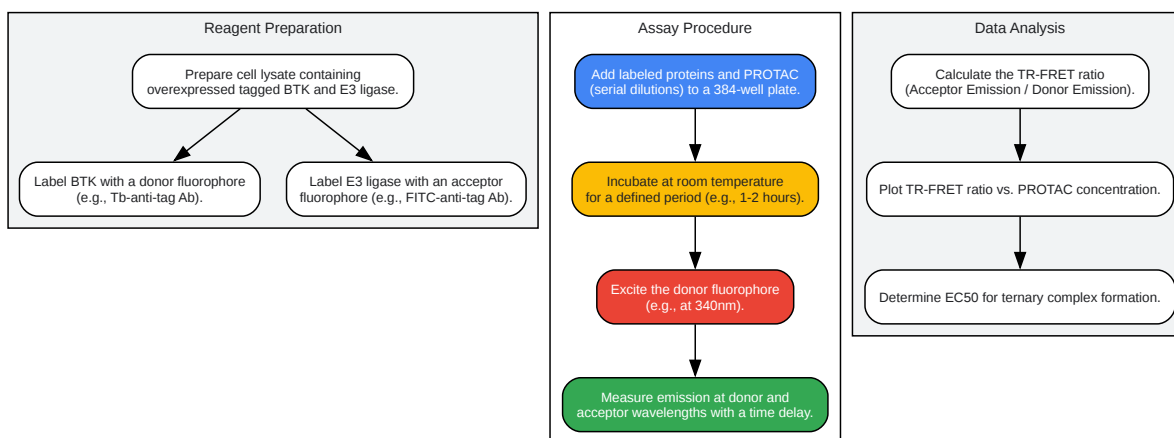 Reagent Preparation
Prepare cell lysate containing
overexpressed tagged BTK and E3 ligase.
Label BTK with a donor fluorophore
(e.g., Tb-anti-tag Ab).
Label E3 ligase with an acceptor
fluorophore (e.g., FITC-anti-tag Ab).
Assay Procedure
Add labeled proteins and PROTAC
(serial dilutions) to a 384-well plate.
Incubate at room temperature
for a defined period (e.g., 1-2 hours).
Excite the donor fluorophore
(e.g., at 340nm).
Measure emission at donor and
acceptor wavelengths with a time delay.
Data Analysis
Calculate the TR-FRET ratio
(Acceptor Emission / Donor Emission).
Plot TR-FRET ratio vs. PROTAC concentration.
Determine EC50 for ternary complex formation.